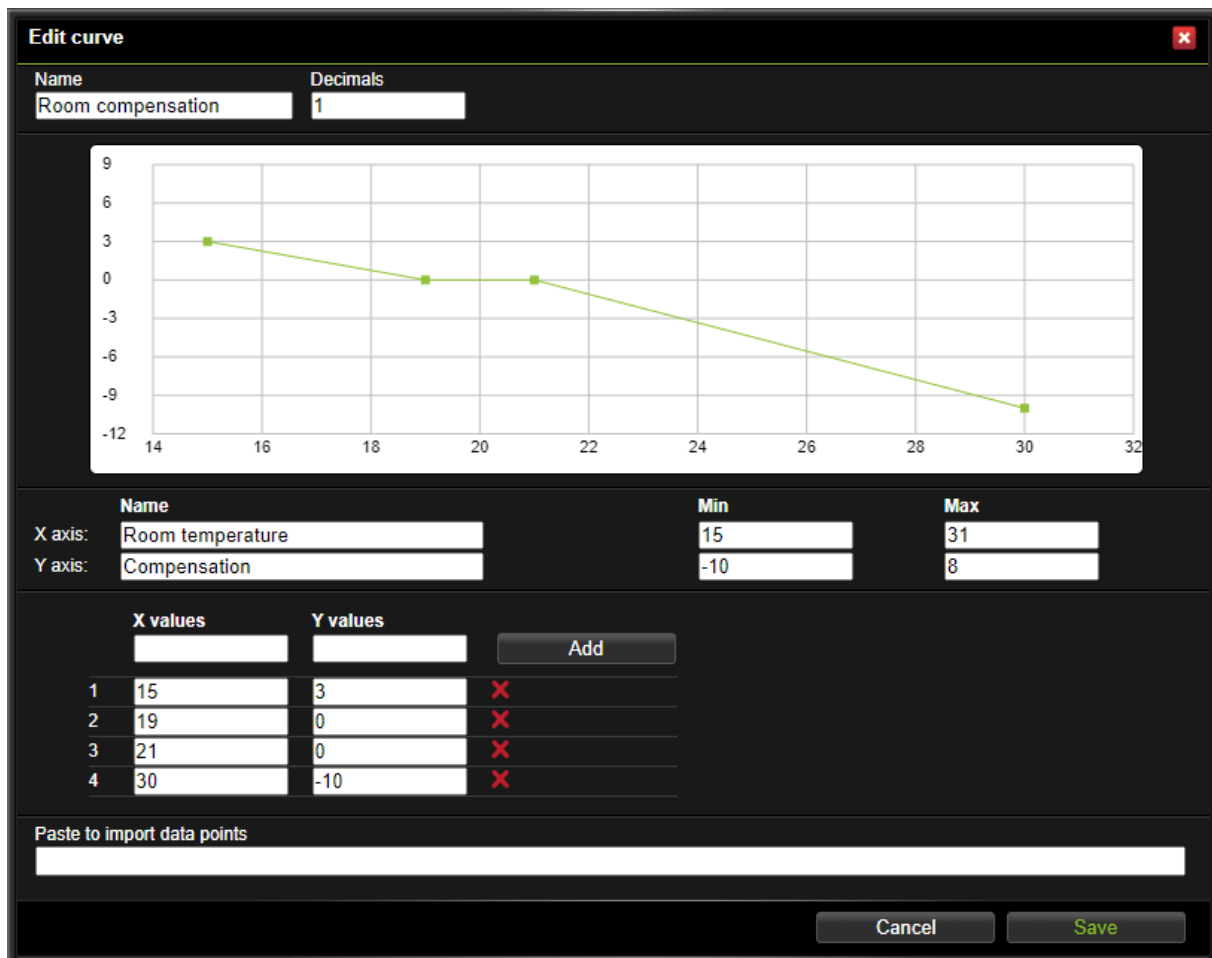 Edit curve
Name Decimals
Room compensation 1
9
6
3
0
-3
-6
-9
-12
14 16 18 20 22 24 26 28 30 32
Name Min Max
X axis: Room temperature 15 31
Y axis: Compensation -10 8
X values Y values
Add
1 15 3
2 19 0
3 21 0
4 30 -10
Paste to import data points
Cancel Save